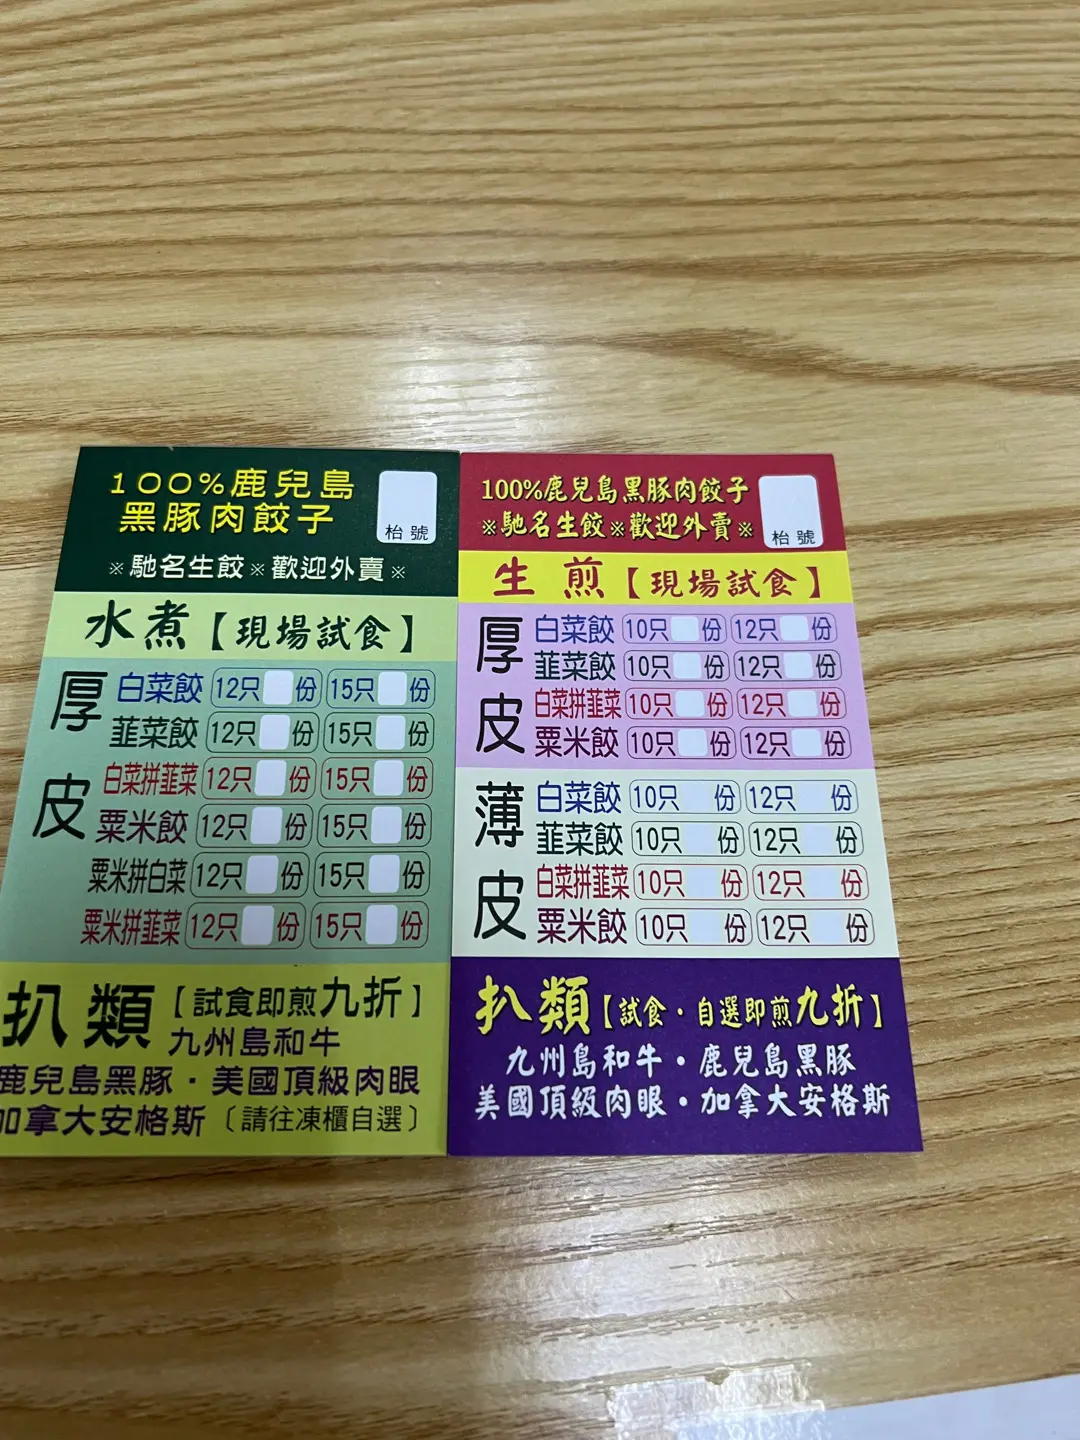 100%鹿兒島
黑豚肉餃子
枱號
※馳名生餃※歡迎外賣※
水煮【現場試食】
厚皮
白菜餃 12只 份 15只 份
韮菜餃 12只 份 15只 份
白菜拼韮菜 12只 份 15只 份
粟米餃 12只 份 15只 份
粟米拼白菜 12只 份 15只 份
粟米拼韮菜 12只 份 15只 份
扒類【試食即煎九折】
九州島和牛
鹿兒島黑豚・美國頂級肉眼
加拿大安格斯〔請往凍櫃自選〕
100%鹿兒島黑豚肉餃子
※馳名生餃※歡迎外賣※
枱號
生煎【現場試食】
厚皮
白菜餃 10只 份 12只 份
韮菜餃 10只 份 12只 份
白菜拼韮菜 10只 份 12只 份
粟米餃 10只 份 12只 份
薄皮
白菜餃 10只 份 12只 份
韮菜餃 10只 份 12只 份
白菜拼韮菜 10只 份 12只 份
粟米餃 10只 份 12只 份
扒類【試食・自選即煎九折】
九州島和牛・鹿兒島黑豚
美國頂級肉眼・加拿大安格斯